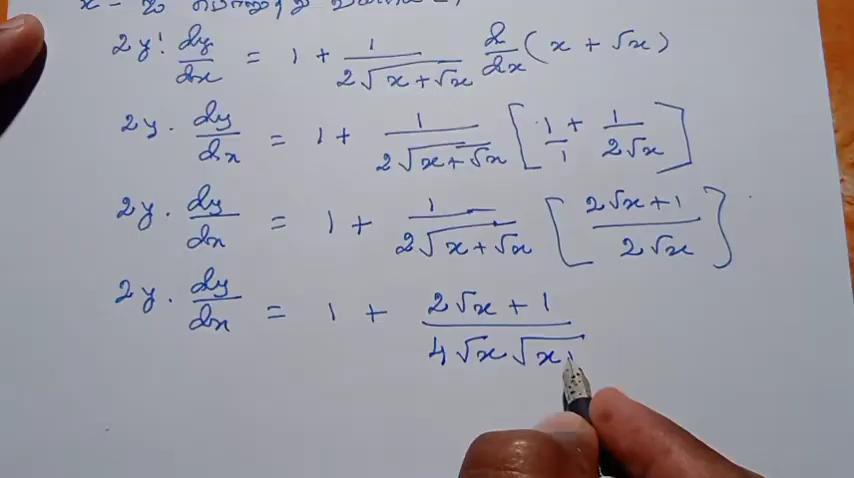 x - ஐ பொறுத்து
2y! dy/dx = 1 + 1/(2√(x+√x)) d/dx (x + √x)
2y · dy/dx = 1 + 1/(2√(x+√x)) [1/1 + 1/(2√x)]
2y · dy/dx = 1 + 1/(2√(x+√x)) [(2√x+1)/(2√x)]
2y · dy/dx = 1 + (2√x+1)/(4√x√x